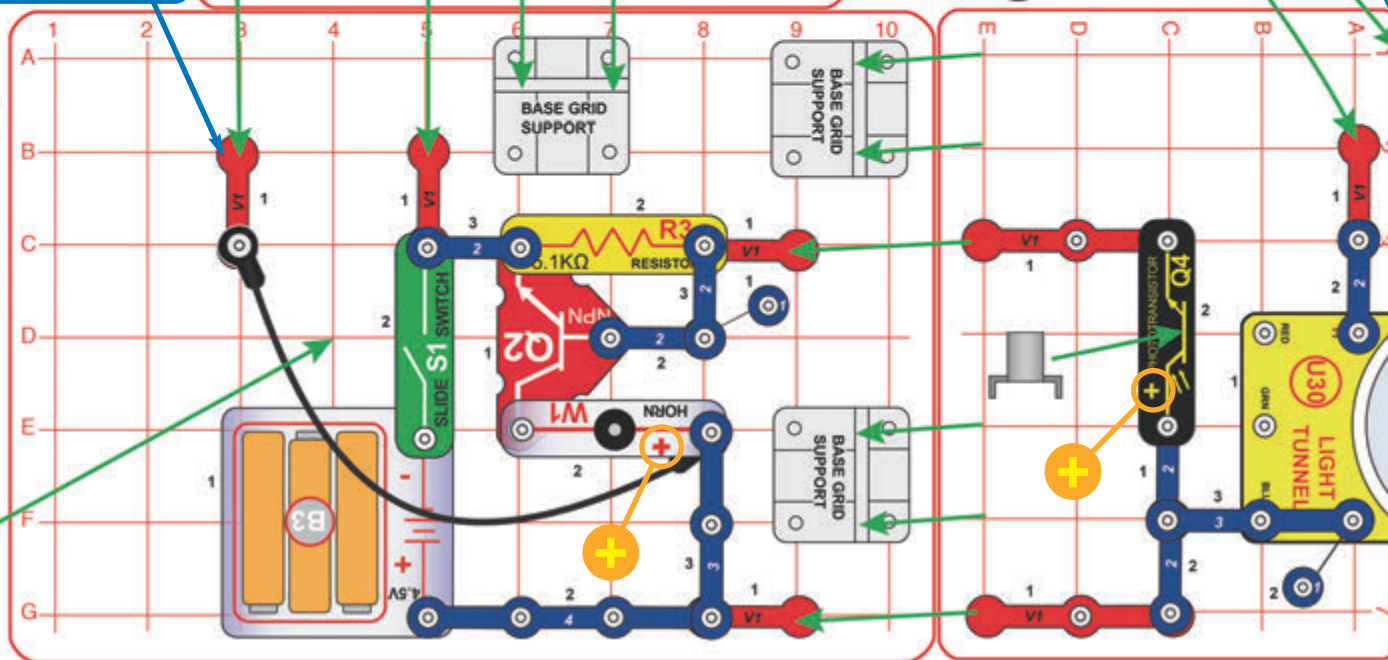 1 2 3 4 5 6 7 8 9 10 E D C B A 1
A
BASE GRID
SUPPORT
BASE GRID
SUPPORT
B
2
V1 1
1 V1
1 V1
3 2
2
R3
1 V1
C
5.1KΩ
RESISTOR
V1
1
3
2
SLIDE SWITCH
S1
2
NPN
Q2
1
3 2
1
1
D
2
2
PHOTOTRANSISTOR
Q4
2
+
+
RED
GRN
BLU
U30
LIGHT
TUNNEL
1
E
W1
HORN
+
2
+
BASE GRID
SUPPORT
1
B3
-
+
4.5V
F
1 2
3
3
2
2
1
3
3
G
2
4
1
V1
1
V1
7